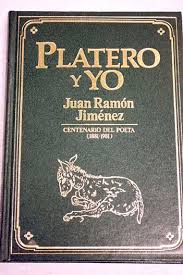 PLATERO
Y YO
Juan Ramón
Jiménez
CENTENARIO DEL POETA
(1881-1981)